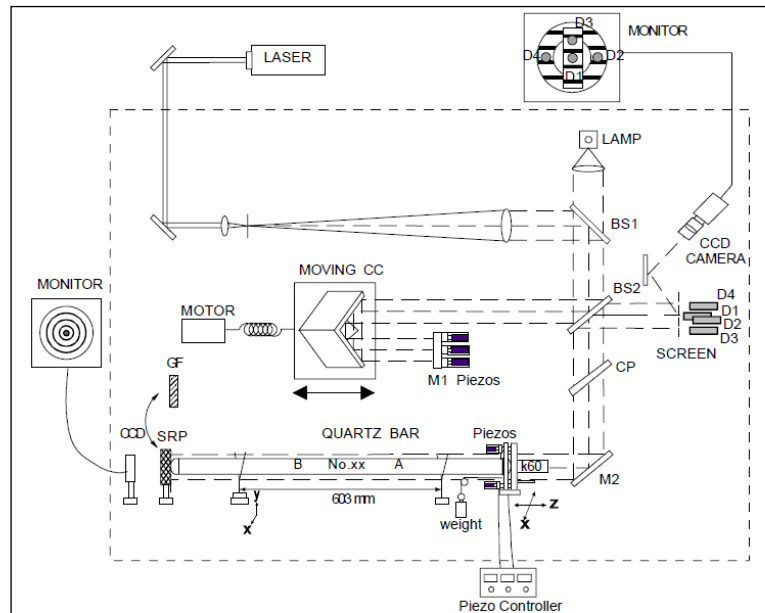 D3
MONITOR
LASER
D4
D2
D1
LAMP
BS1
CCD
CAMERA
MOVING CC
BS2
MONITOR
MOTOR
D4
D1
D2
D3
SCREEN
M1 Piezos
CP
GF
CCD
SRP
QUARTZ BAR
Piezos
B No.xx A
k60
M2
603 mm
y
x
weight
z
x
Piezo Controller